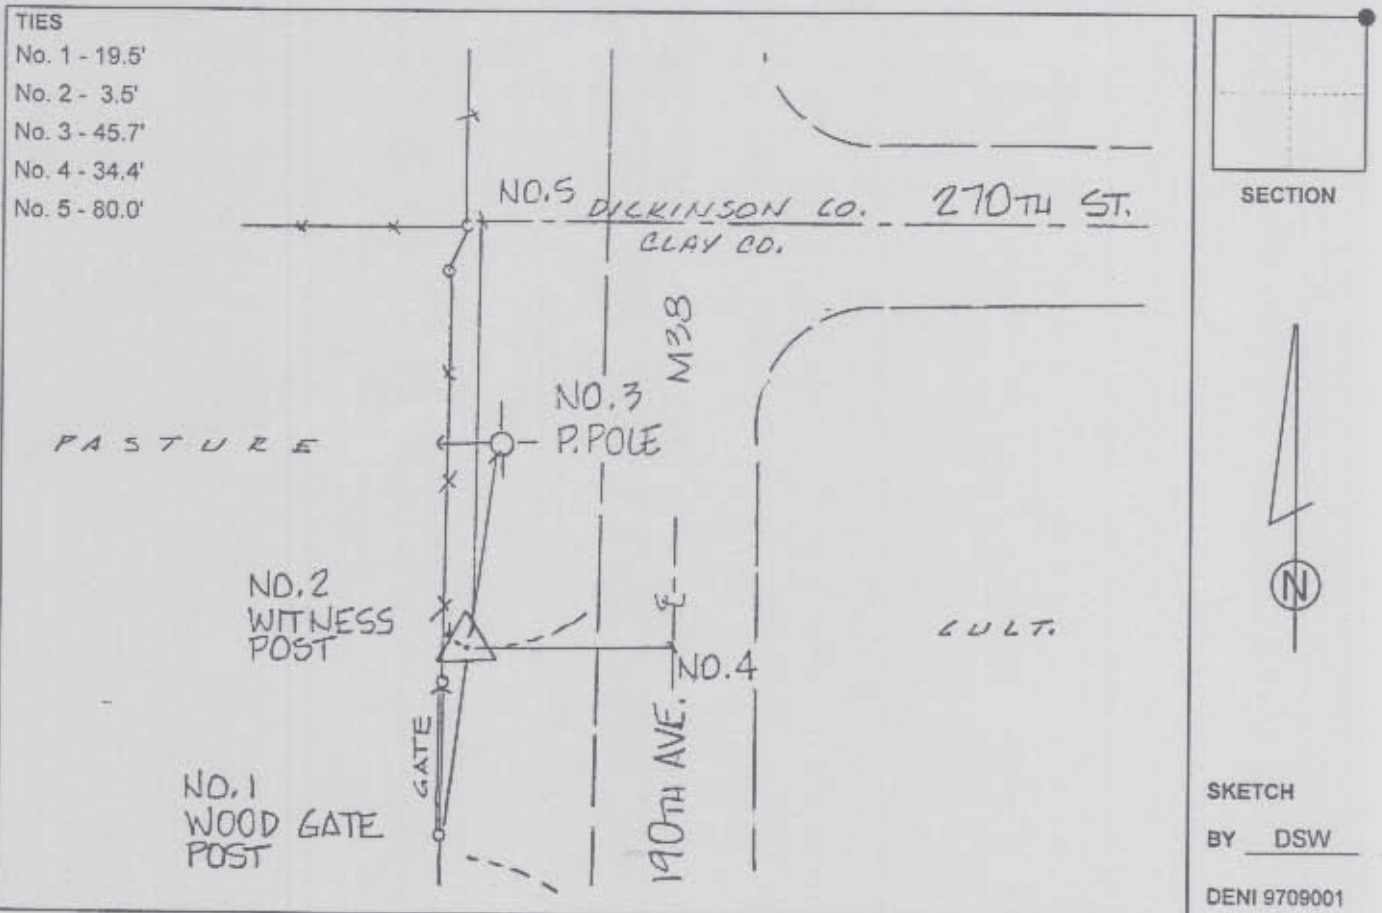 TIES
No. 1 - 19.5'
No. 2 - 3.5'
No. 3 - 45.7'
No. 4 - 34.4'
No. 5 - 80.0'
NO.5
DICKINSON CO.
270TH ST.
CLAY CO.
M38
NO.3
P.POLE
PASTURE
NO.2
WITNESS
POST
NO.4
CULT.
GATE
190TH AVE.
NO.1
WOOD GATE
POST
SECTION
N
SKETCH
BY DSW
DENI 9709001